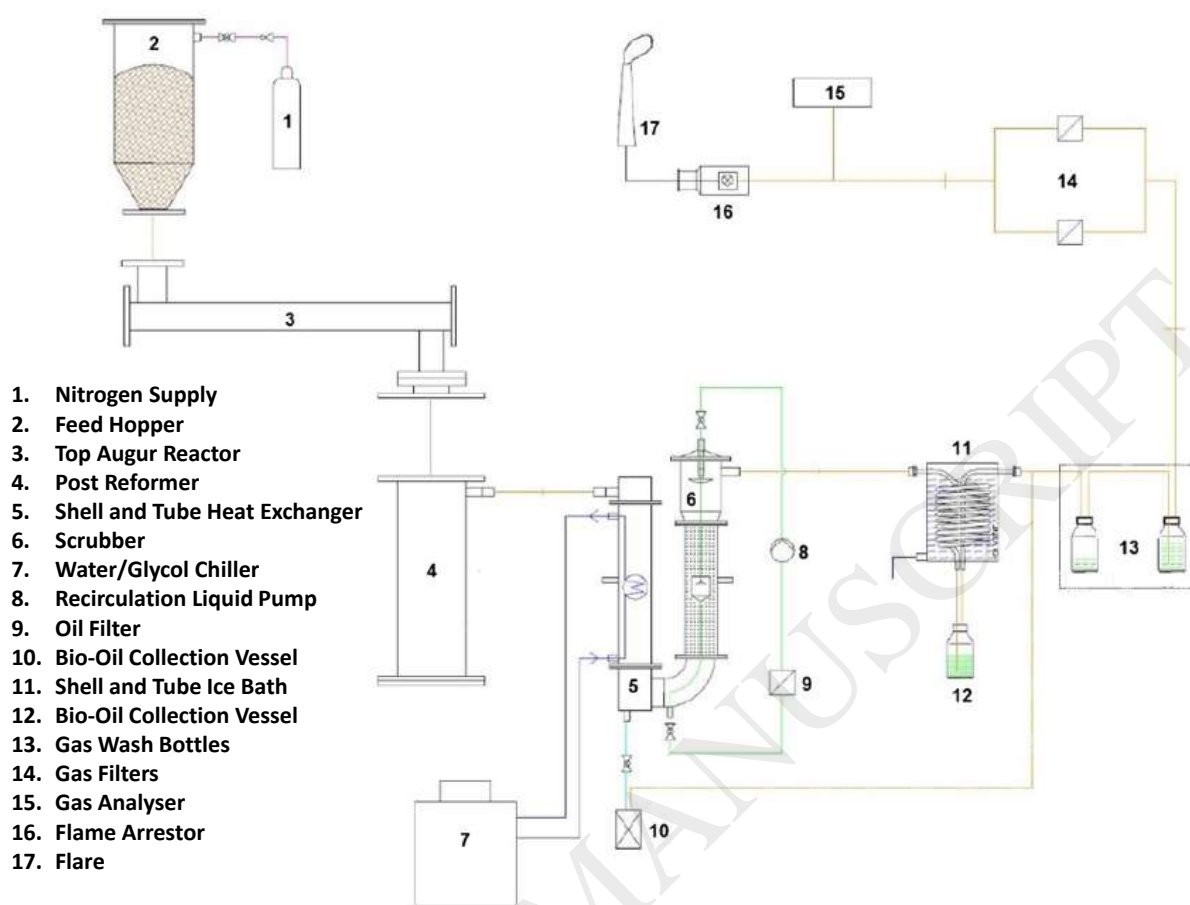 2
1
15
17
14
16
3
1. Nitrogen Supply
2. Feed Hopper
3. Top Augur Reactor
4. Post Reformer
5. Shell and Tube Heat Exchanger
6. Scrubber
7. Water/Glycol Chiller
8. Recirculation Liquid Pump
9. Oil Filter
10. Bio-Oil Collection Vessel
11. Shell and Tube Ice Bath
12. Bio-Oil Collection Vessel
13. Gas Wash Bottles
14. Gas Filters
15. Gas Analyser
16. Flame Arrestor
17. Flare
11
6
8
13
4
5
9
12
7
10
MANUSCRIPT